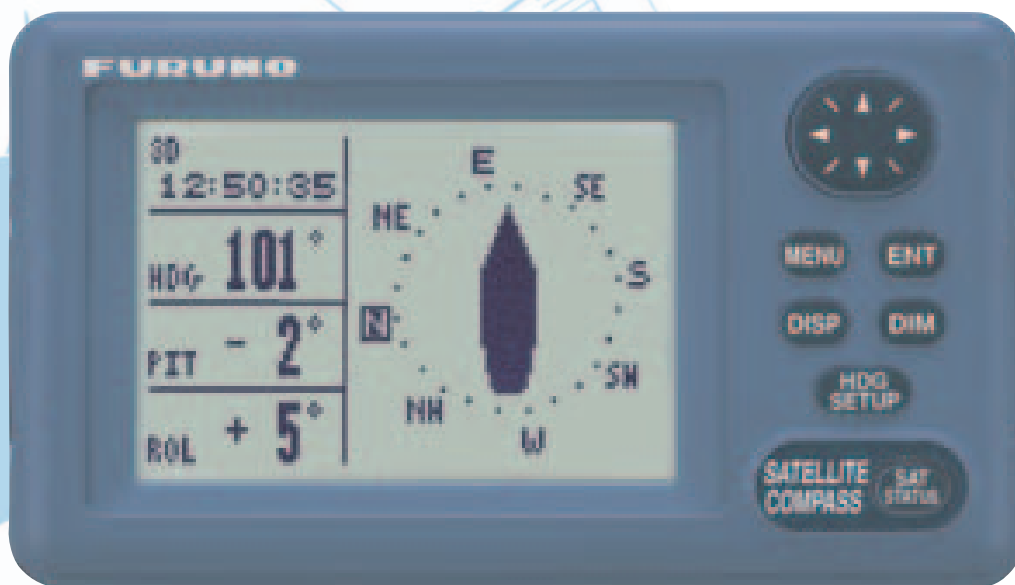 FURUNO
3D
12:50:35
HDG 101°
PIT - 2°
ROL + 5°
E
SE
NE
S
N
SW
NW
W
MENU ENT
DISP DIM
HDG
SETUP
SATELLITE
COMPASS
SAT
STATUS